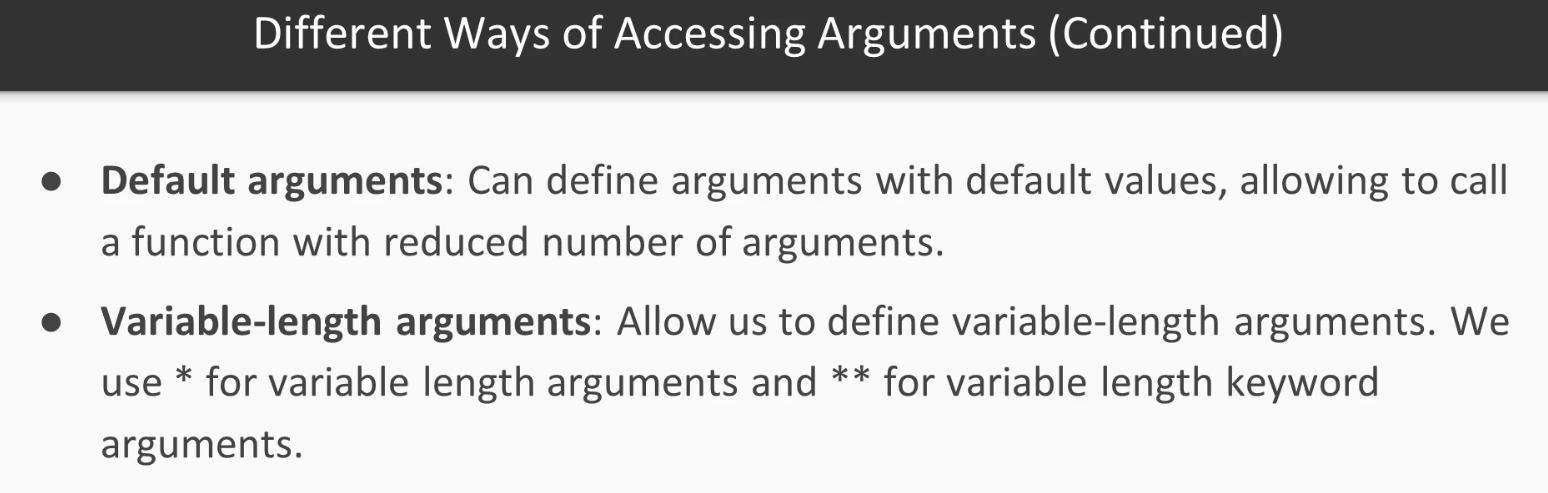 Different Ways of Accessing Arguments (Continued)
● Default arguments: Can define arguments with default values, allowing to call
a function with reduced number of arguments.
● Variable-length arguments: Allow us to define variable-length arguments. We
use * for variable length arguments and ** for variable length keyword
arguments.